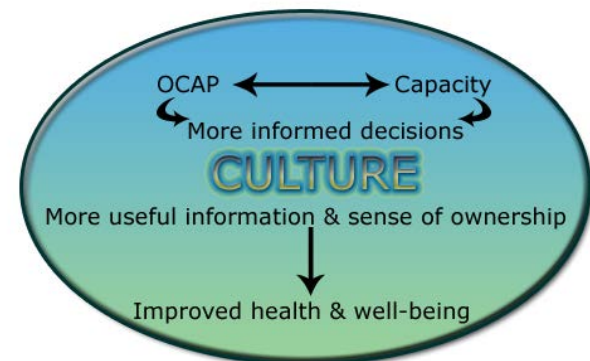 OCAP Capacity
More informed decisions
CULTURE
More useful information & sense of ownership
Improved health & well-being